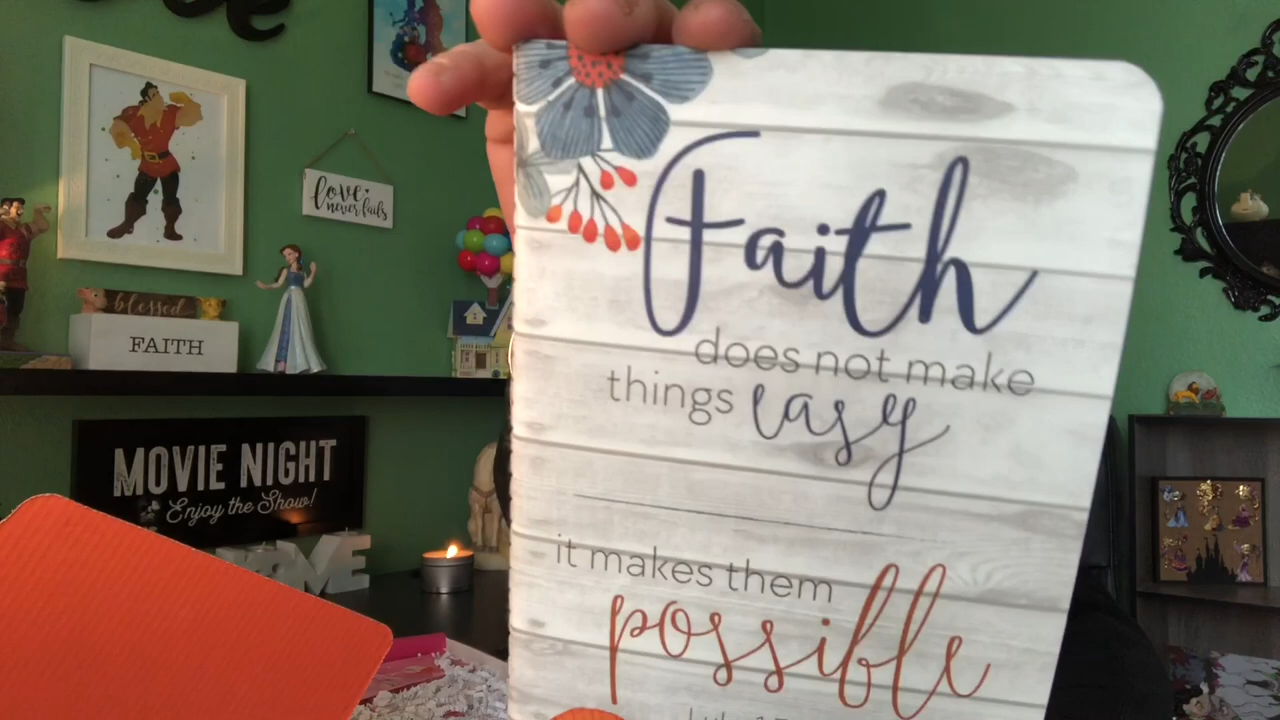 love
never fails
blessed
FAITH
MOVIE NIGHT
Enjoy the Show!
Faith
does not make
things easy
it makes them
possible